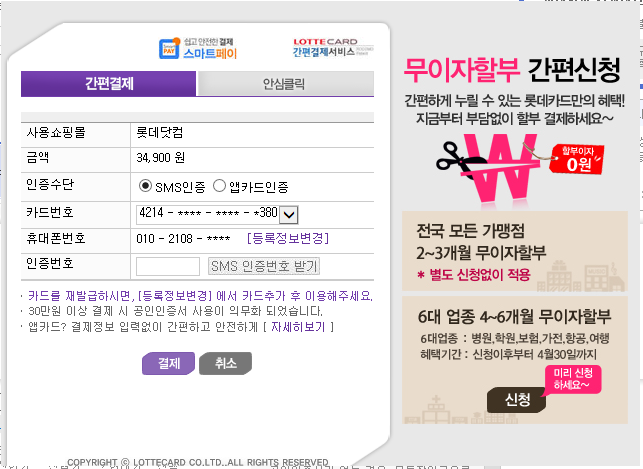 쉽고 안전한 결제
스마트페이
LOTTECARD
간편결제서비스
간편결제
안심클릭
사용쇼핑몰 롯데닷컴
금액 34,900 원
인증수단 SMS인증 앱카드인증
카드번호 4214 - **** - **** - *380
휴대폰번호 010 - 2108 - **** [등록정보변경]
인증번호 SMS 인증번호 받기
· 카드를 재발급하시면, [등록정보변경] 에서 카드추가 후 이용해주세요.
· 30만원 이상 결제 시 공인인증서 사용이 의무화 되었습니다.
· 앱카드? 결제정보 입력없이 간편하고 안전하게 [ 자세히보기 ]
결제 취소
COPYRIGHT ⓒ LOTTECARD CO.LTD.,ALL RIGHTS RESERVED
무이자할부 간편신청
간편하게 누릴 수 있는 롯데카드만의 혜택!
지금부터 부담없이 할부 결제하세요~
할부이자
0원
전국 모든 가맹점
2~3개월 무이자할부
* 별도 신청없이 적용
6대 업종 4~6개월 무이자할부
6대업종 : 병원,학원,보험,가전,항공,여행
혜택기간 : 신청이후부터 4월30일까지
미리 신청
하세요~
신청